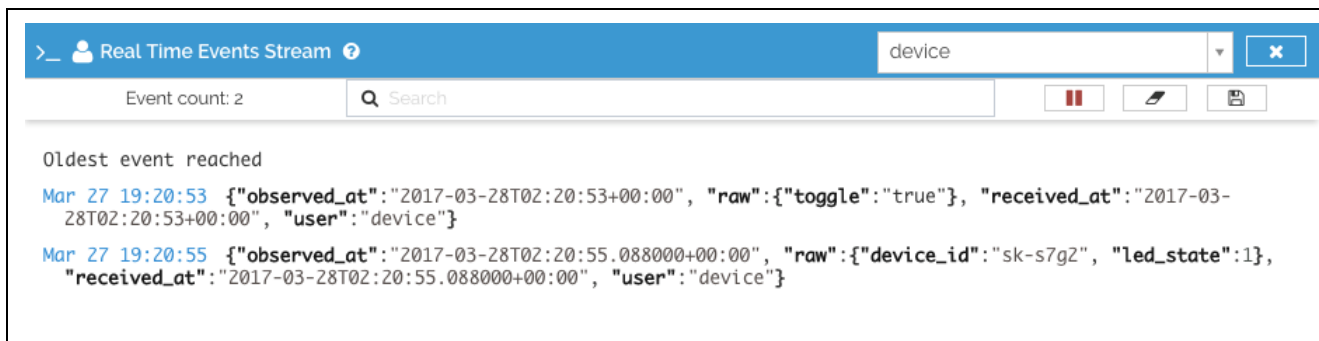 >_ Real Time Events Stream ?
device
Event count: 2
Search
Oldest event reached
Mar 27 19:20:53 {"observed_at":"2017-03-28T02:20:53+00:00", "raw":{"toggle":"true"}, "received_at":"2017-03-
28T02:20:53+00:00", "user":"device"}
Mar 27 19:20:55 {"observed_at":"2017-03-28T02:20:55.088000+00:00", "raw":{"device_id":"sk-s7g2", "led_state":1},
"received_at":"2017-03-28T02:20:55.088000+00:00", "user":"device"}